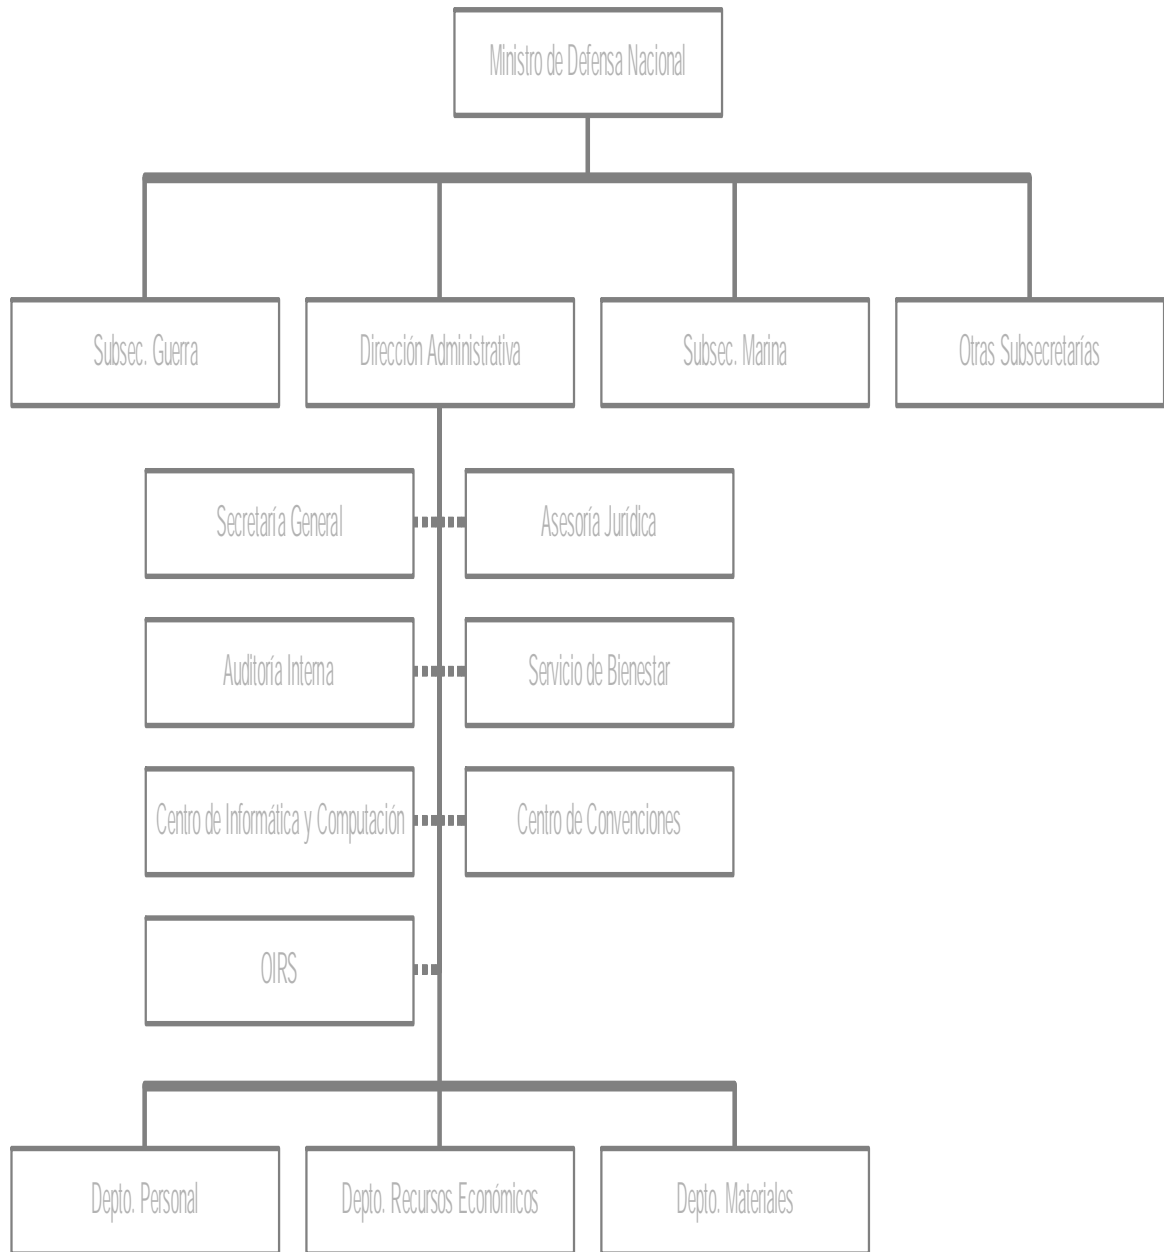 Ministro de Defensa Nacional
Subsec. Guerra
Dirección Administrativa
Subsec. Marina
Otras Subsecretarías
Secretaría General
Asesoría Jurídica
Auditoría Interna
Servicio de Bienestar
Centro de Informática y Computación
Centro de Convenciones
OIRS
Depto. Personal
Depto. Recursos Económicos
Depto. Materiales